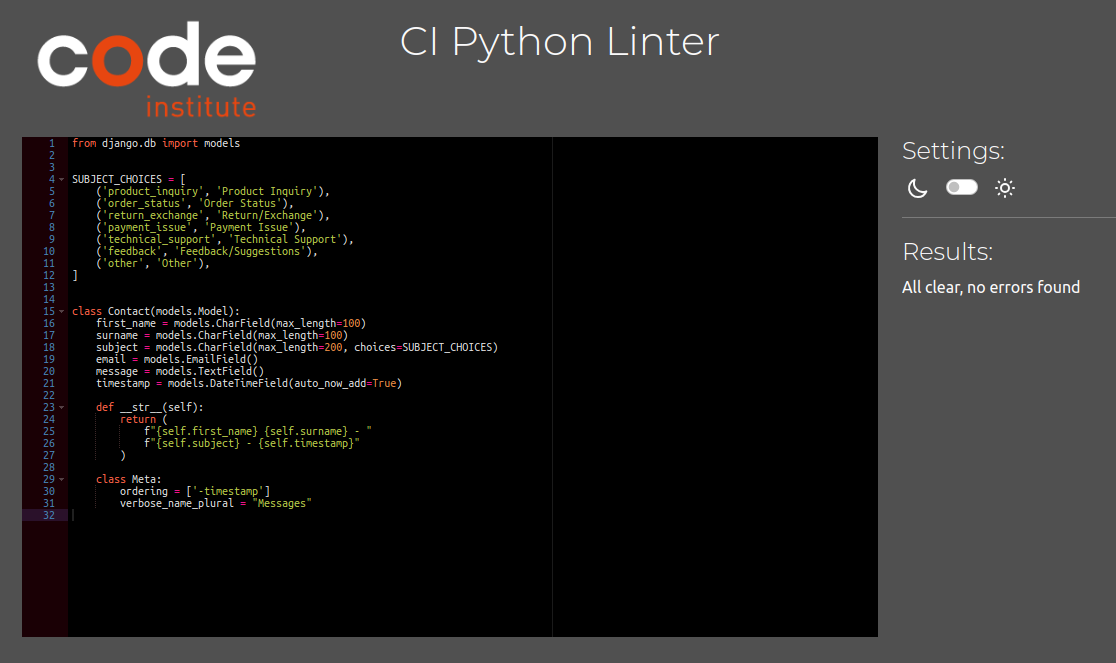 code
institute
CI Python Linter
1 from django.db import models
2
3
4 SUBJECT_CHOICES = [
5     ('product_inquiry', 'Product Inquiry'),
6     ('order_status', 'Order Status'),
7     ('return_exchange', 'Return/Exchange'),
8     ('payment_issue', 'Payment Issue'),
9     ('technical_support', 'Technical Support'),
10     ('feedback', 'Feedback/Suggestions'),
11     ('other', 'Other'),
12 ]
13
14
15 class Contact(models.Model):
16     first_name = models.CharField(max_length=100)
17     surname = models.CharField(max_length=100)
18     subject = models.CharField(max_length=200, choices=SUBJECT_CHOICES)
19     email = models.EmailField()
20     message = models.TextField()
21     timestamp = models.DateTimeField(auto_now_add=True)
22
23     def __str__(self):
24         return (
25             f"{self.first_name} {self.surname} - "
26             f"{self.subject} - {self.timestamp}"
27         )
28
29     class Meta:
30         ordering = ['-timestamp']
31         verbose_name_plural = "Messages"
32
Settings:
Results:
All clear, no errors found